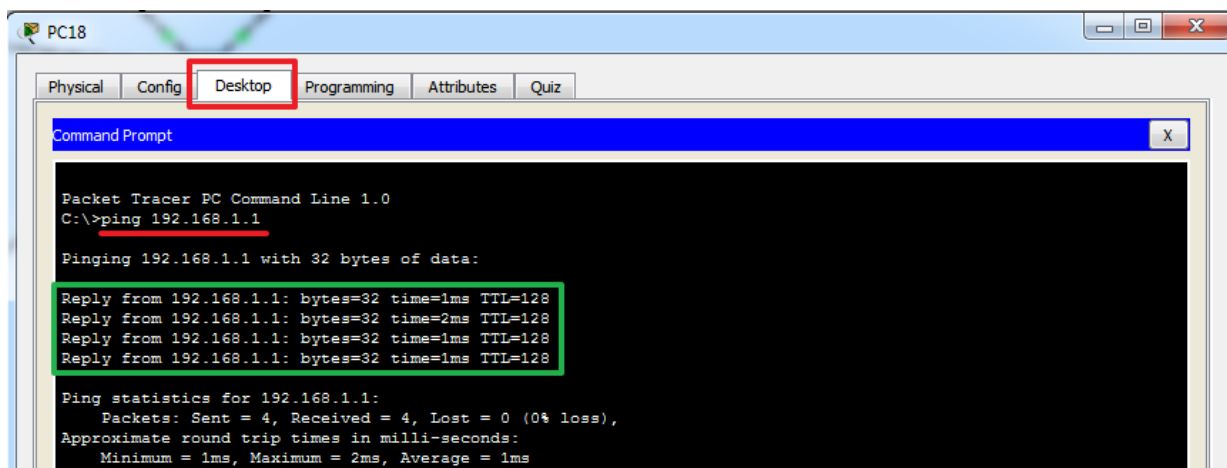 PC18
Physical Config Desktop Programming Attributes Quiz
Command Prompt X
Packet Tracer PC Command Line 1.0
C:\>ping 192.168.1.1
Pinging 192.168.1.1 with 32 bytes of data:
Reply from 192.168.1.1: bytes=32 time=1ms TTL=128
Reply from 192.168.1.1: bytes=32 time=2ms TTL=128
Reply from 192.168.1.1: bytes=32 time=1ms TTL=128
Reply from 192.168.1.1: bytes=32 time=1ms TTL=128
Ping statistics for 192.168.1.1:
Packets: Sent = 4, Received = 4, Lost = 0 (0% loss),
Approximate round trip times in milli-seconds:
Minimum = 1ms, Maximum = 2ms, Average = 1ms